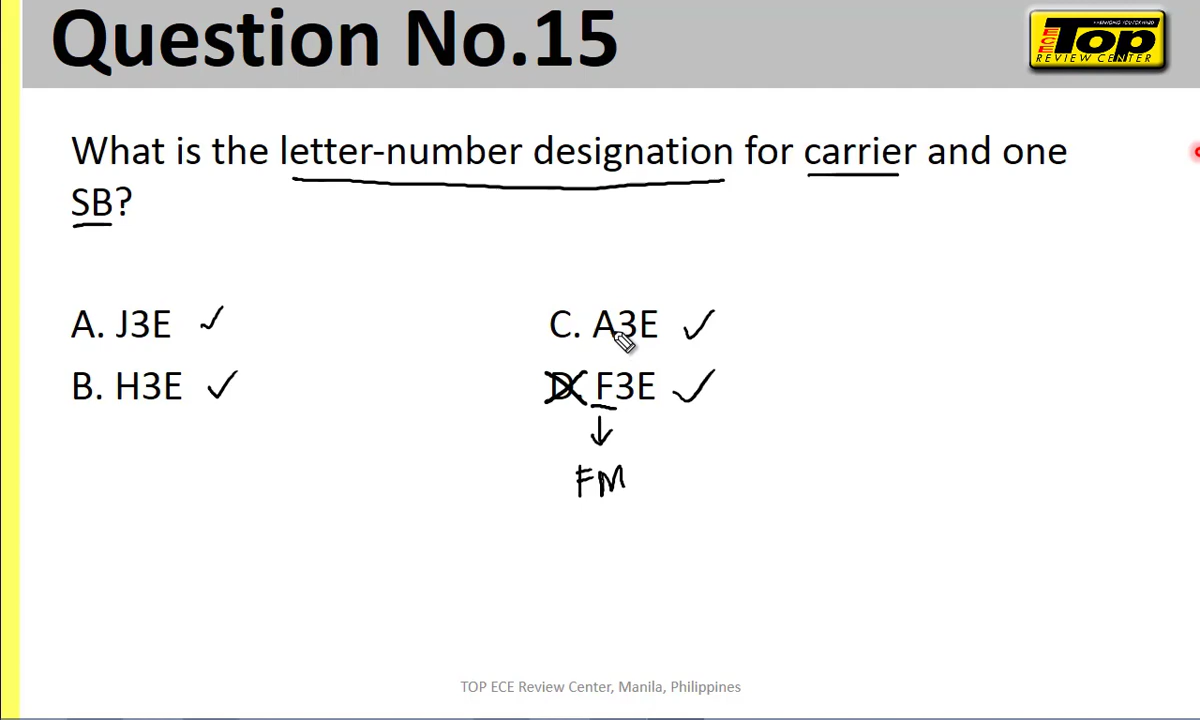 Question No.15
ECE Top
REVIEW CENTER
What is the letter-number designation for carrier and one
SB?
A. J3E
C. A3E
B. H3E
D. F3E
FM
TOP ECE Review Center, Manila, Philippines